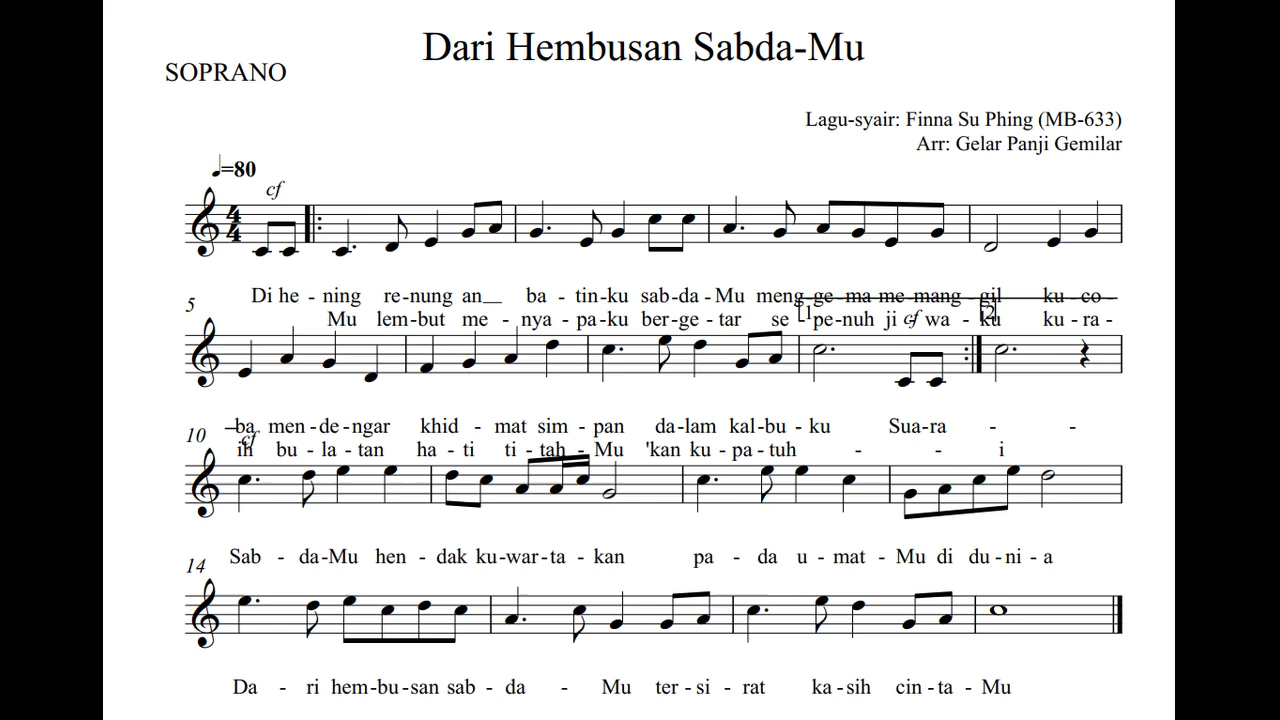 Dari Hembusan Sabda-Mu
SOPRANO
Lagu-syair: Finna Su Phing (MB-633)
Arr: Gelar Panji Gemilar
♩=80
cf
4
4
Di he - ning re - nung an__ ba - tin - ku sab - da - Mu meng - ge - ma me mang - gil ku - co -
Mu lem - but me - nya - pa - ku ber - ge - tar se pe - nuh ji - wa - ku ku - ra -
5
1.
cf
2.
ba men - de - ngar khid - mat sim - pan da - lam kal - bu - ku Sua - ra - -
ih bu - la - tan ha - ti ti - tah - Mu 'kan ku - pa - tuh - - i
10
cf
Sab - da - Mu hen - dak ku - war - ta - kan pa - da u - mat - Mu di du - ni - a
14
Da - ri hem - bu - san sab - da - Mu ter - si - rat ka - sih cin - ta - Mu